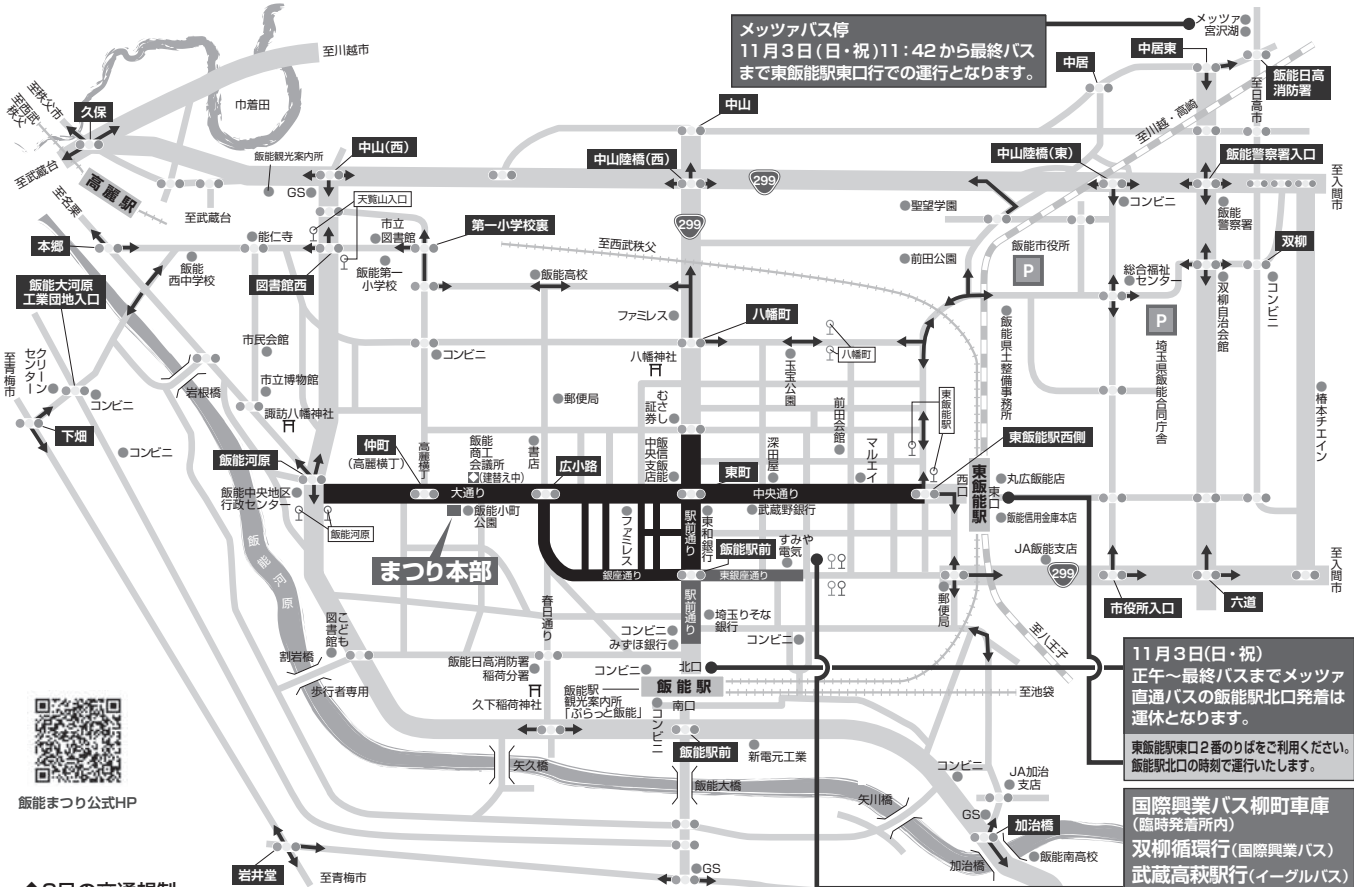 メッツァバス停
11月3日(日・祝)11:42から最終バス
まで東飯能駅東口行での運行となります。
メッツァ
宮沢湖
中居東
中居
飯能日高
消防署
至日高市
至川越市
至秩父市
至西武
秩父
久保
巾着田
中山
至川越・高崎
飯能観光案内所
中山(西)
中山陸橋(西)
中山陸橋(東)
飯能警察署入口
至武蔵台
高麗駅
至名栗
至武蔵台
GS
天覧山入口
299
299
聖望学園
コンビニ
飯能
警察署
至入間市
本郷
能仁寺
市立
図書館
第一小学校裏
至西武秩父
飯能市役所
P
双柳
飯能
西中学校
図書館西
飯能第一
小学校
飯能高校
前田公園
総合福祉
センター
飯能大河原
工業団地入口
ファミレス
八幡町
P
双柳自治会館
コンビニ
市民会館
コンビニ
八幡神社
八幡町
玉宝公園
飯能県土整備事務所
埼玉県飯能合同庁舎
至青梅市
クリーン
センター
コンビニ
岩根橋
市立博物館
諏訪八幡神社
郵便局
むさし
証券
前田会館
東飯能駅
椿本チエイン
下畑
コンビニ
飯能河原
仲町
(高麗横丁)
高麗横丁
飯能
商工
会議所
(建替え中)
書店
広小路
飯信飯能
中央支店
東町
深田屋
マルエイ
東飯能駅西側
大通り
中央通り
西口
東飯能駅
東口
丸広飯能店
飯能信用金庫本店
飯能中央地区
行政センター
飯能河原
飯能小町
公園
まつり本部
ファミレス
駅前通り
東和銀行
武蔵野銀行
飯能駅前
すみや
電気
JA飯能支店
299
至入間市
飯能河原
銀座通り
東銀座通り
郵便局
市役所入口
六道
こども
図書館
春日通り
駅前通り
埼玉りそな
銀行
コンビニ
みずほ銀行
コンビニ
至八王子
割岩橋
歩行者専用
飯能日高消防署
稲荷分署
コンビニ
北口
飯能駅
南口
至池袋
久下稲荷神社
飯能駅
観光案内所
「ぷらっと飯能」
コンビニ
飯能駅前
新電元工業
11月3日(日・祝)
正午〜最終バスまでメッツァ
直通バスの飯能駅北口発着は
運休となります。
東飯能駅東口2番のりばをご利用ください。
飯能駅北口の時刻で運行いたします。
飯能まつり公式HP
矢久橋
飯能大橋
矢川橋
コンビニ
JA加治
支店
GS
加治橋
加治橋
飯能南高校
国際興業バス柳町車庫
(臨時発着所内)
双柳循環行(国際興業バス)
武蔵高萩駅行(イーグルバス)
岩井堂
至青梅市
GS